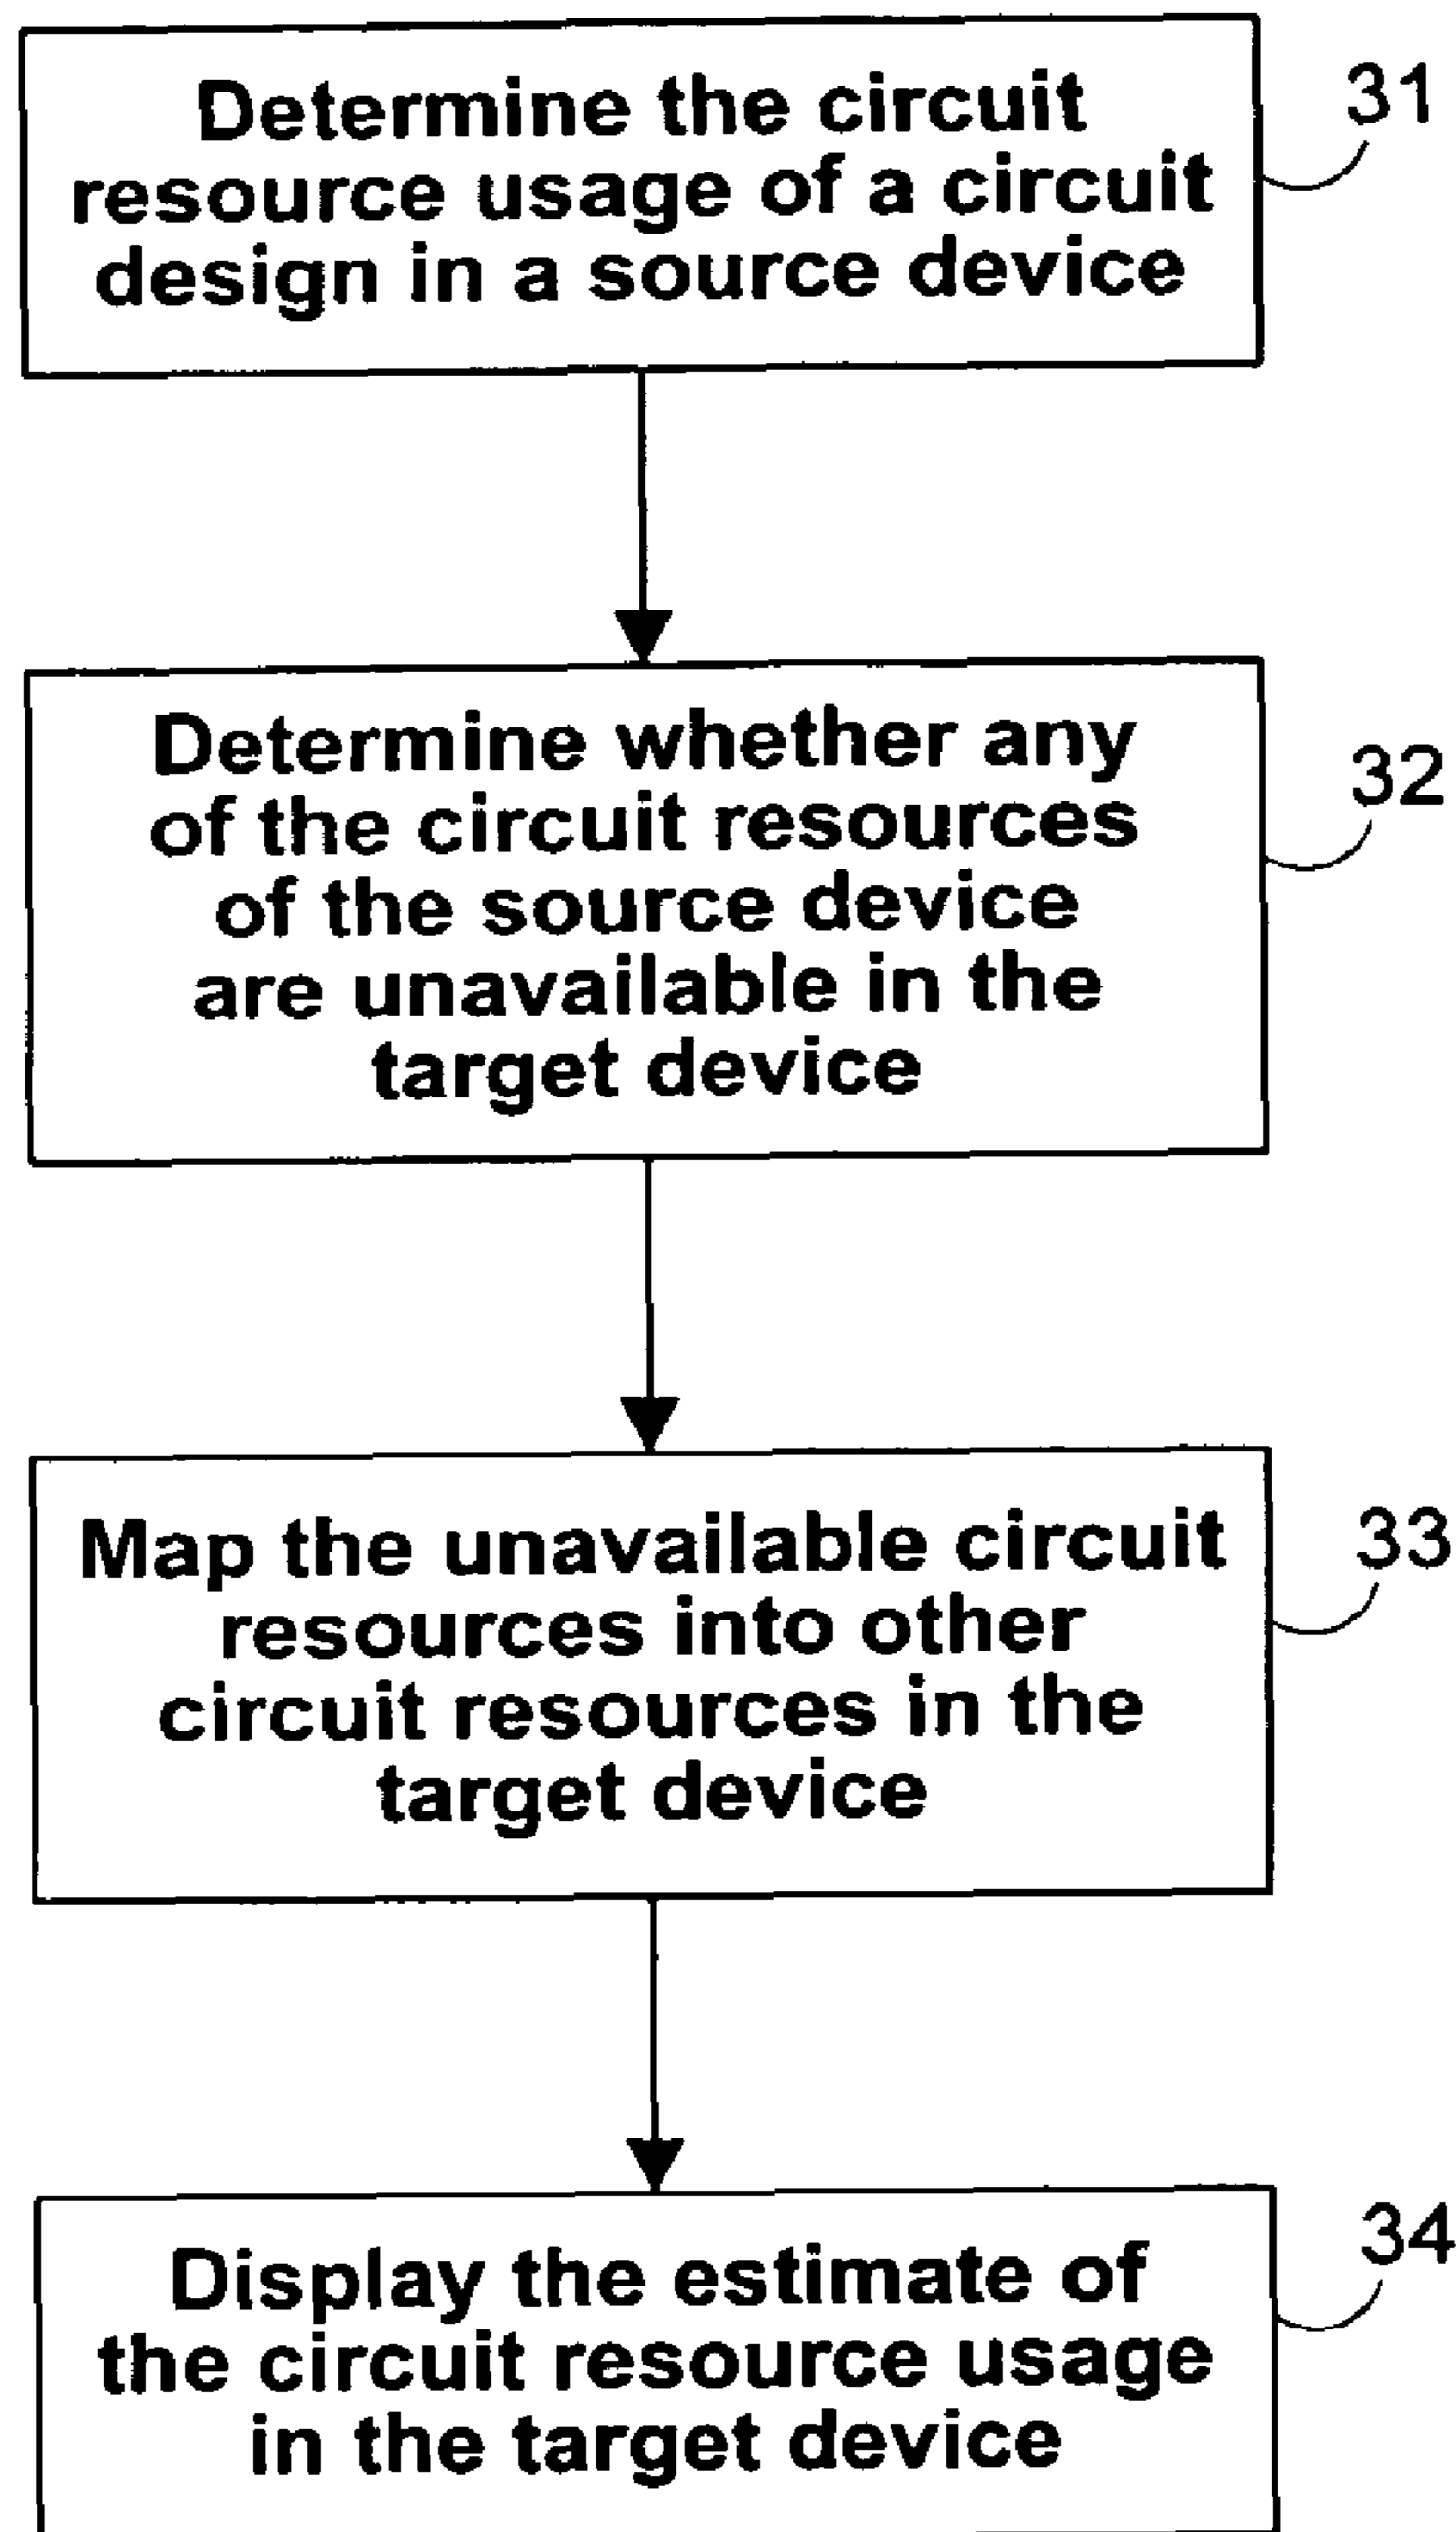 Determine the circuit
resource usage of a circuit
design in a source device
31
Determine whether any
of the circuit resources
of the source device
are unavailable in the
target device
32
Map the unavailable circuit
resources into other
circuit resources in the
target device
33
Display the estimate of
the circuit resource usage
in the target device
34